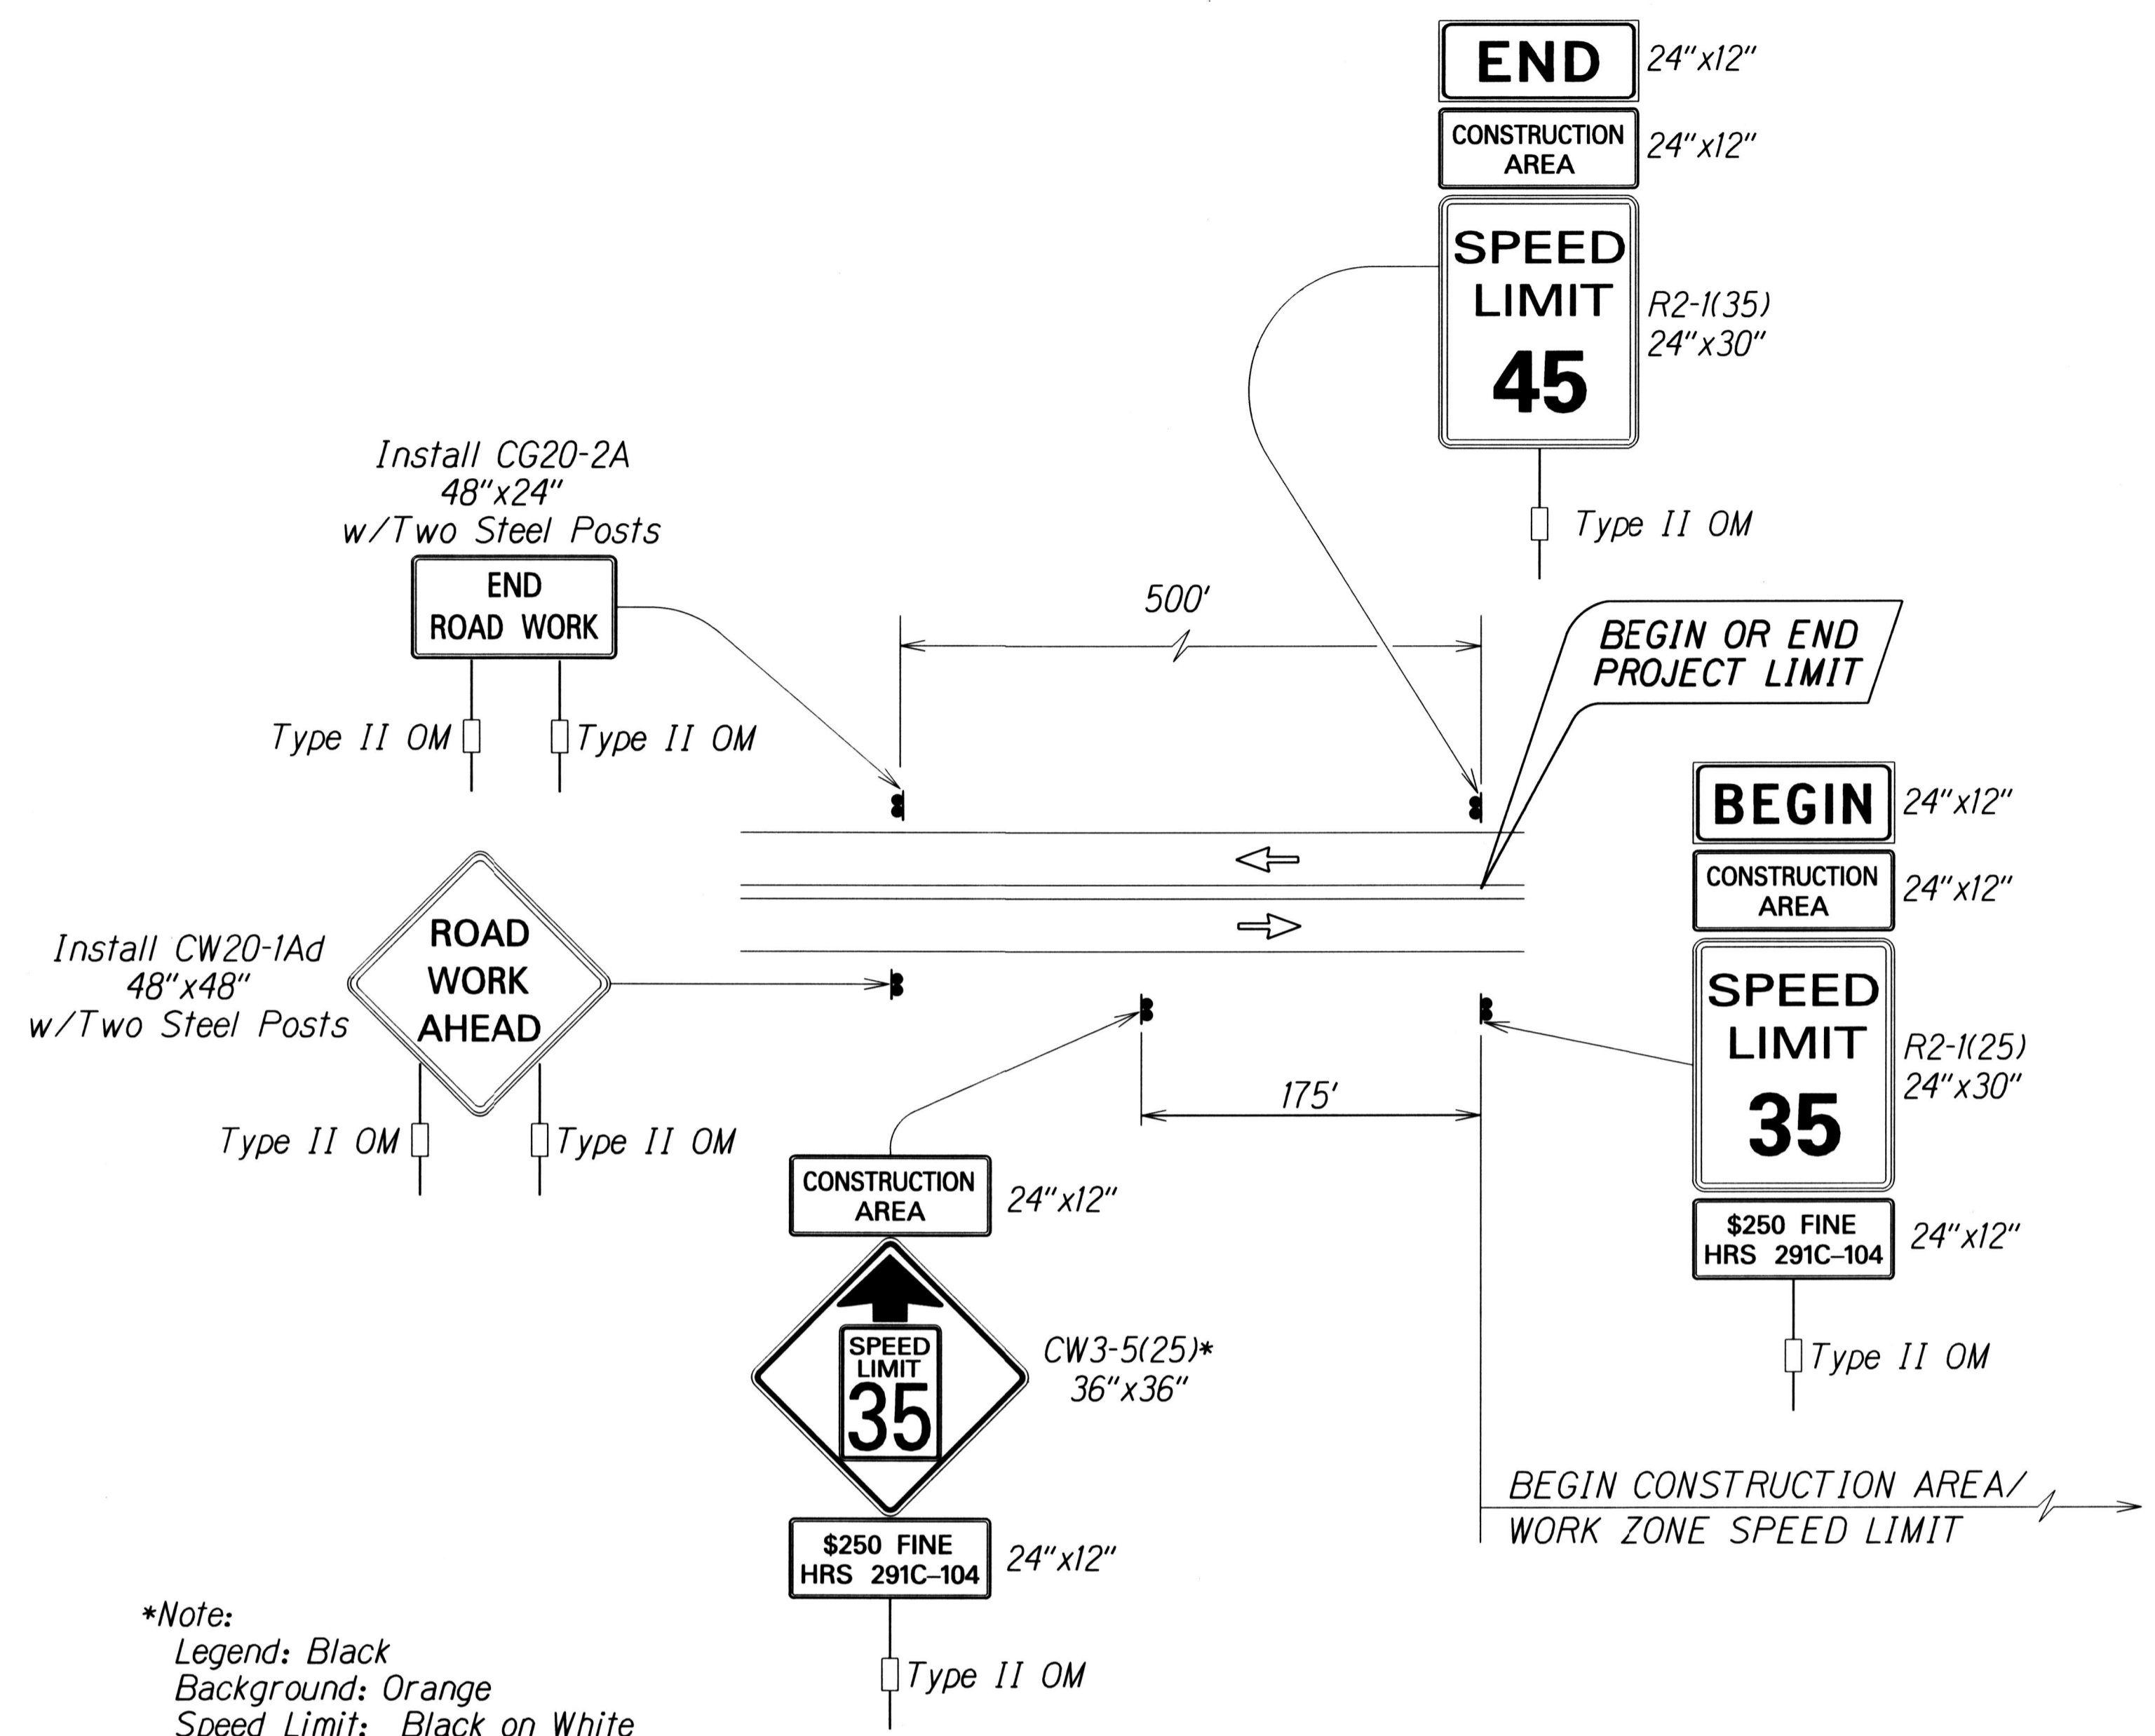 END
24"x12"
CONSTRUCTION
AREA
24"x12"
SPEED
LIMIT
45
R2-1(35)
24"x30"
Type II OM
Install CG20-2A
48"x24"
w/Two Steel Posts
END
ROAD WORK
Type II OM
Type II OM
500'
BEGIN OR END
PROJECT LIMIT
BEGIN
24"x12"
CONSTRUCTION
AREA
24"x12"
SPEED
LIMIT
35
R2-1(25)
24"x30"
$250 FINE
HRS 291C–104
24"x12"
Type II OM
Install CW20-1Ad
48"x48"
w/Two Steel Posts
ROAD
WORK
AHEAD
Type II OM
Type II OM
175'
CONSTRUCTION
AREA
24"x12"
SPEED
LIMIT
35
CW3-5(25)*
36"x36"
$250 FINE
HRS 291C–104
24"x12"
Type II OM
BEGIN CONSTRUCTION AREA/
WORK ZONE SPEED LIMIT
*Note:
Legend: Black
Background: Orange
Speed Limit: Black on White